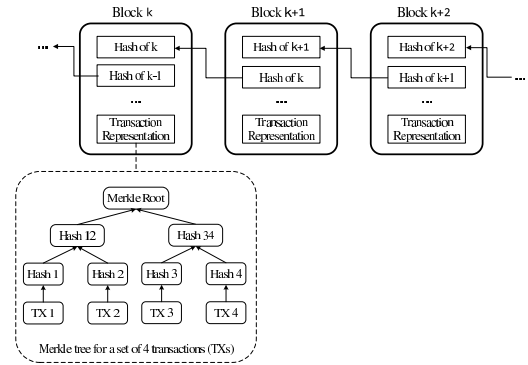 Block k
Block k+1
Block k+2
...
Hash of k
Hash of k+1
Hash of k+2
Hash of k-1
Hash of k
Hash of k+1
...
...
...
...
Transaction
Representation
Transaction
Representation
Transaction
Representation
Merkle Root
Hash 12
Hash 34
Hash 1
Hash 2
Hash 3
Hash 4
TX 1
TX 2
TX 3
TX 4
Merkle tree for a set of 4 transactions (TXs)